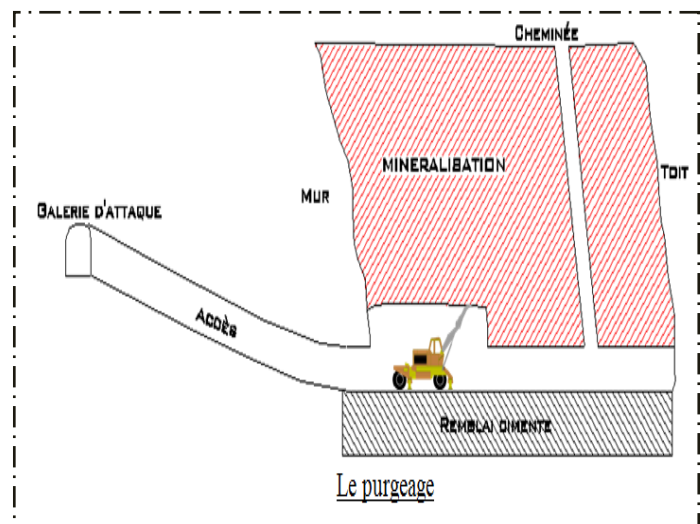 CHEMINÉE
MINERALISATION
TOIT
MUR
GALERIE D'ATTAQUE
ACCÈS
REMBLAI CIMENTE
Le purgeage